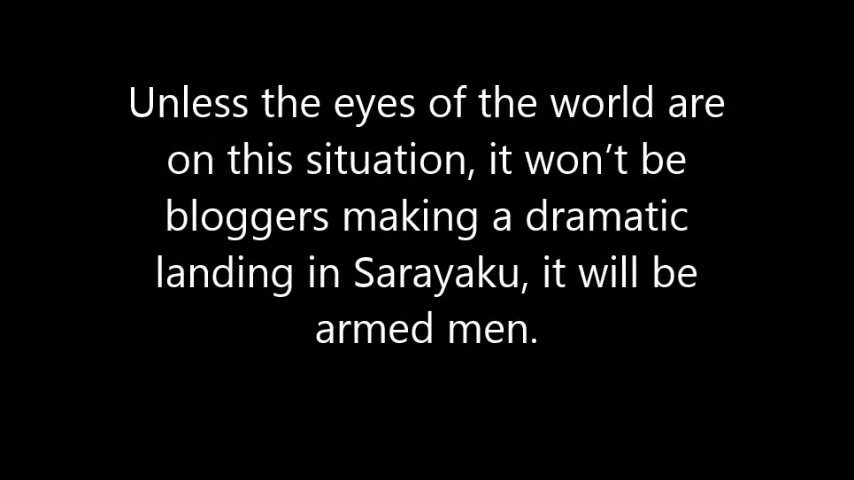 Unless the eyes of the world are
on this situation, it won’t be
bloggers making a dramatic
landing in Sarayaku, it will be
armed men.